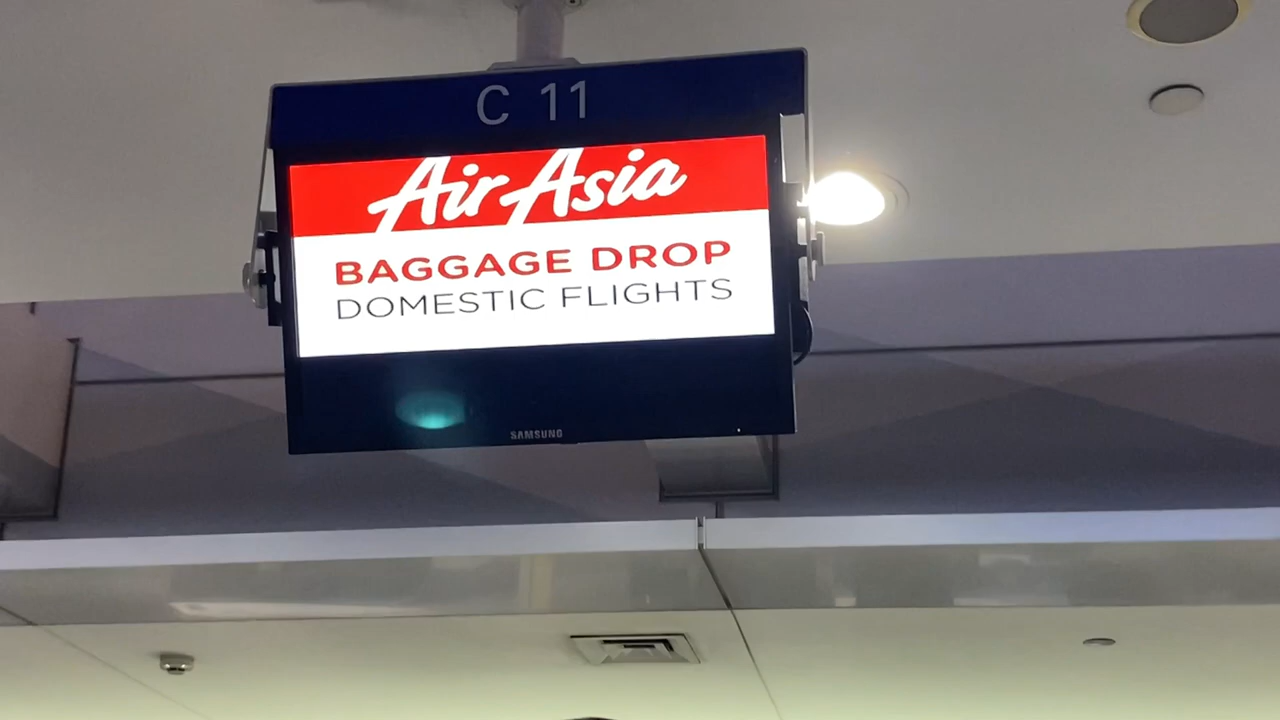 C 11
AirAsia
BAGGAGE DROP
DOMESTIC FLIGHTS
SAMSUNG